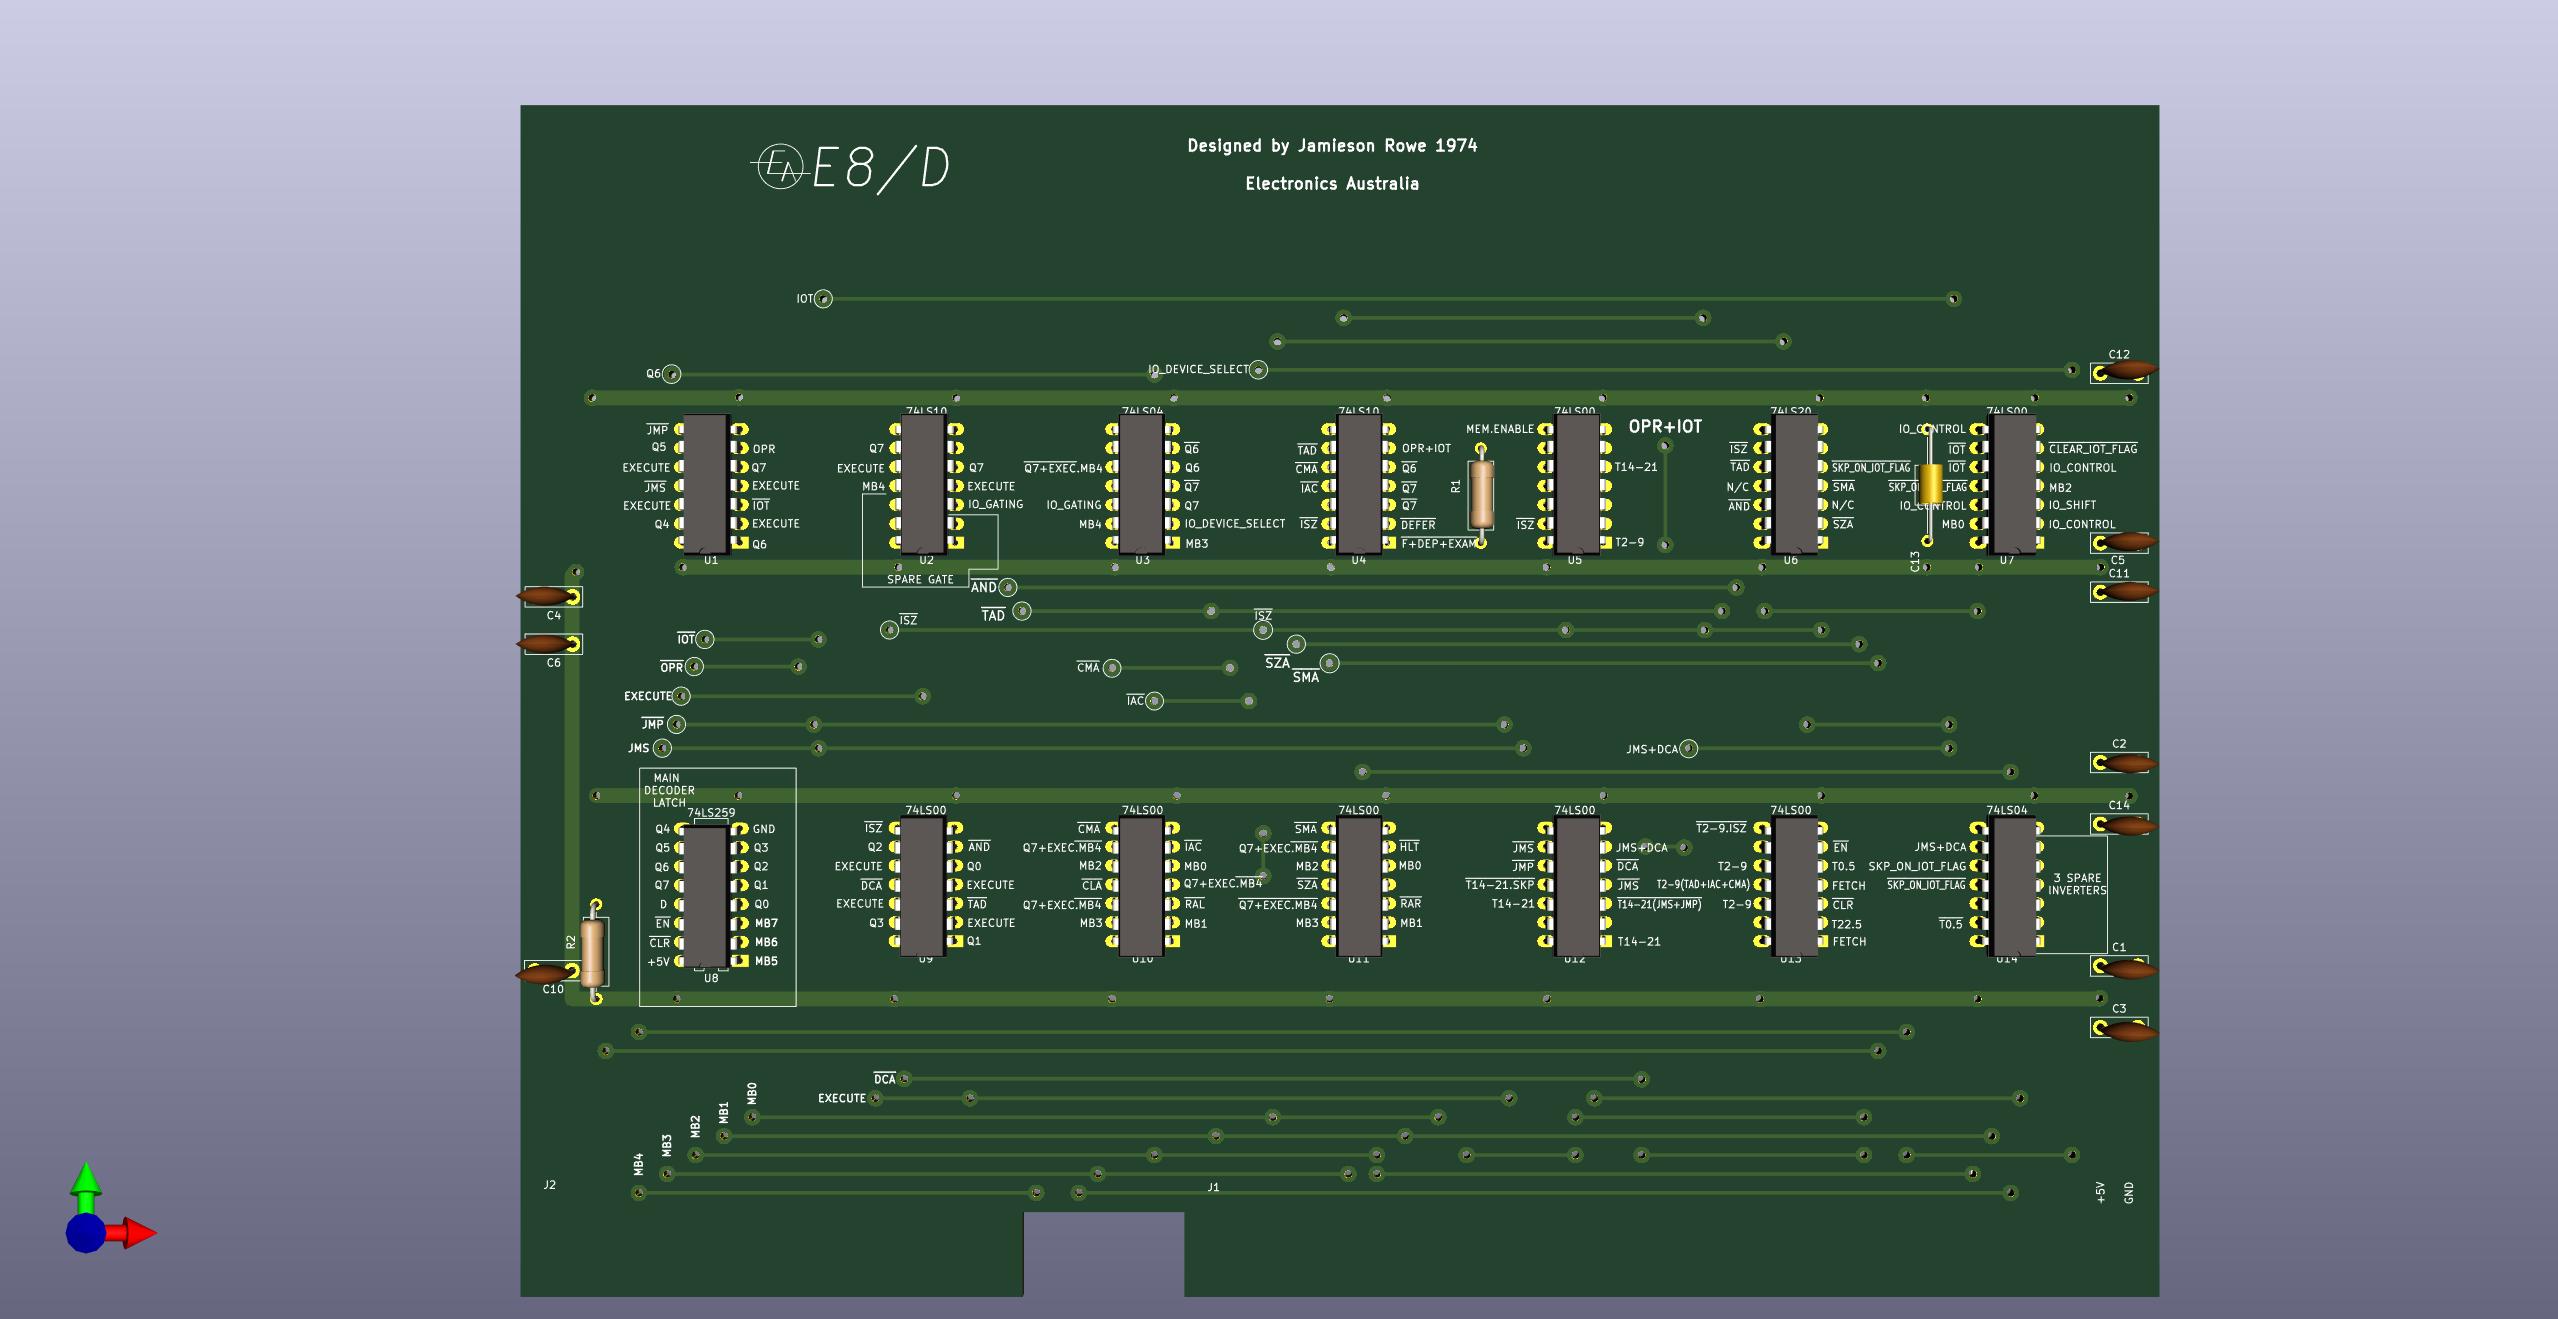 EA E8/D
Designed by Jamieson Rowe 1974
Electronics Australia
IOT
Q6
IO_DEVICE_SELECT
C12
74LS10
74LS04
74LS10
74LS00
OPR+IOT
74LS20
74LS00
JMP
Q5
EXECUTE
JMS
EXECUTE
Q4
OPR
Q7
EXECUTE
IOT
EXECUTE
Q6
U1
Q7
EXECUTE
MB4
Q7
EXECUTE
IO_GATING
U2
SPARE GATE
Q7+EXEC.MB4
IO_GATING
MB4
Q6
Q6
Q7
Q7
IO_DEVICE_SELECT
MB3
U3
TAD
CMA
IAC
ISZ
OPR+IOT
Q6
Q7
Q7
DEFER
F+DEP+EXAM
U4
R1
MEM.ENABLE
ISZ
T14-21
T2-9
U5
ISZ
TAD
N/C
AND
SKP_ON_IOT_FLAG
SMA
N/C
SZA
U6
C13
IO_CONTROL
IOT
IOT
IO_CONTROL
MB0
CLEAR_IOT_FLAG
IO_CONTROL
MB2
IO_SHIFT
IO_CONTROL
U7
C5
C11
C4
C6
AND
TAD
ISZ
ISZ
IOT
OPR
CMA
SZA
SMA
EXECUTE
IAC
JMP
JMS
JMS+DCA
C2
MAIN
DECODER
LATCH
74LS259
Q4
Q5
Q6
Q7
D
EN
CLR
+5V
GND
Q3
Q2
Q1
Q0
MB7
MB6
MB5
U8
R2
C10
74LS00
ISZ
Q2
EXECUTE
DCA
EXECUTE
Q3
AND
Q0
EXECUTE
TAD
EXECUTE
Q1
U9
74LS00
CMA
Q7+EXEC.MB4
MB2
CLA
Q7+EXEC.MB4
MB3
IAC
MB0
Q7+EXEC.MB4
RAL
MB1
U10
74LS00
SMA
Q7+EXEC.MB4
MB2
SZA
Q7+EXEC.MB4
MB3
HLT
MB0
RAR
MB1
U11
74LS00
JMS
JMP
T14-21.SKP
T14-21
JMS+DCA
DCA
JMS
T14-21(JMS+JMP)
T14-21
U12
74LS00
T2-9.ISZ
T2-9
T2-9(TAD+IAC+CMA)
T2-9
EN
T0.5
FETCH
CLR
T22.5
FETCH
U13
74LS04
JMS+DCA
SKP_ON_IOT_FLAG
SKP_ON_IOT_FLAG
T0.5
3 SPARE
INVERTERS
U14
C14
C1
C3
DCA
EXECUTE
MB0
MB1
MB2
MB3
MB4
J2
J1
+5V
GND